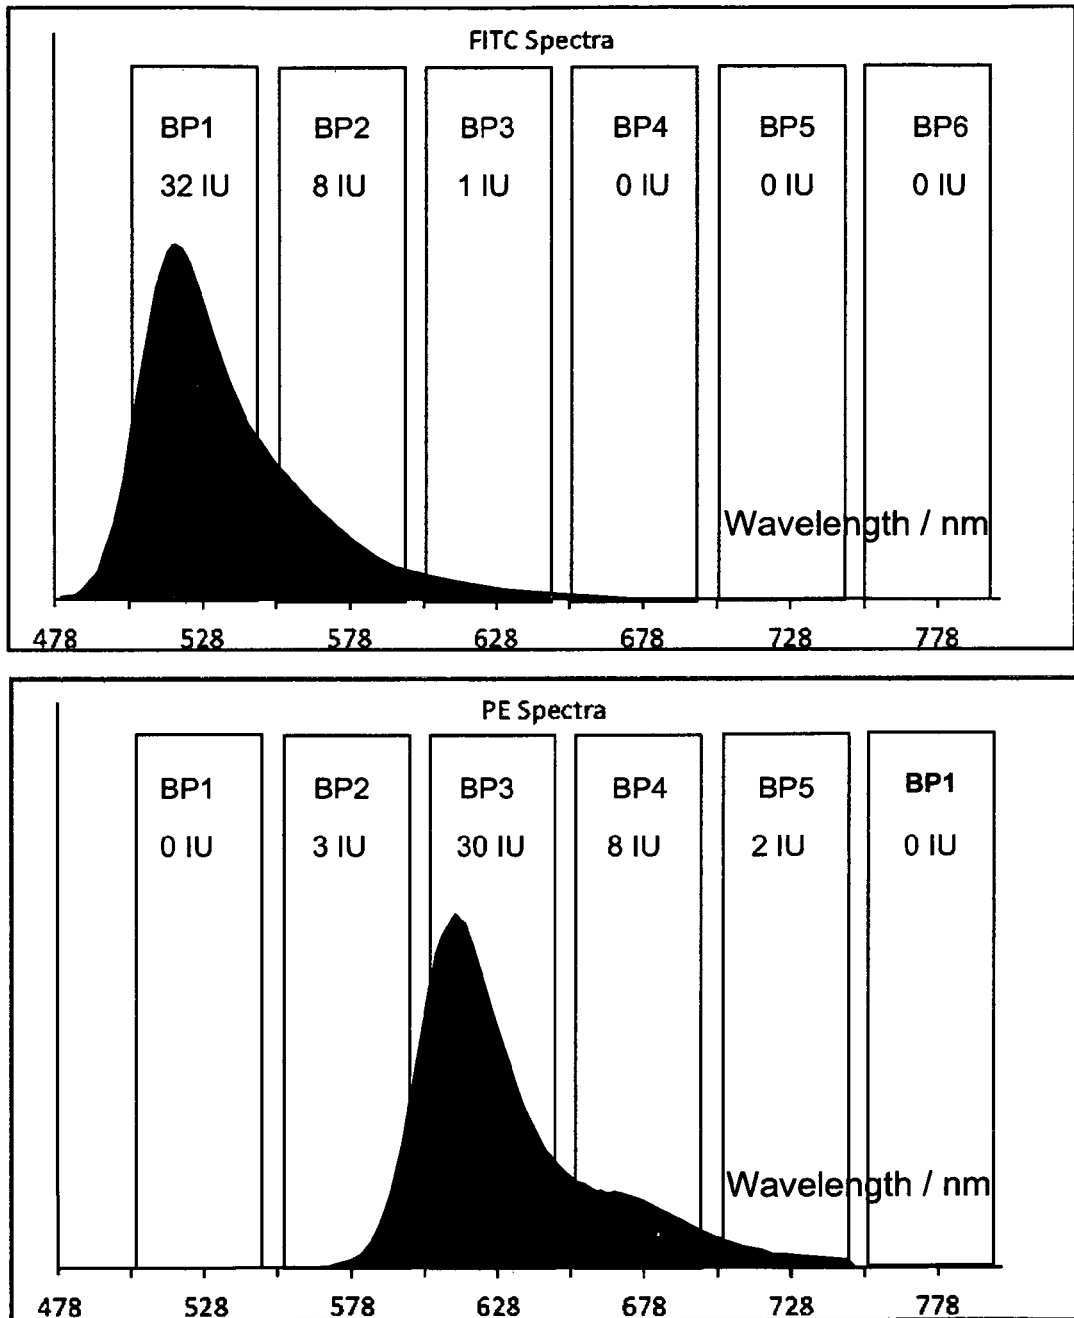 FITC Spectra
BP1 BP2 BP3 BP4 BP5 BP6
32 IU 8 IU 1 IU 0 IU 0 IU 0 IU
Wavelength / nm
478 528 578 628 678 728 778
PE Spectra
BP1 BP2 BP3 BP4 BP5 BP1
0 IU 3 IU 30 IU 8 IU 2 IU 0 IU
Wavelength / nm
478 528 578 628 678 728 778